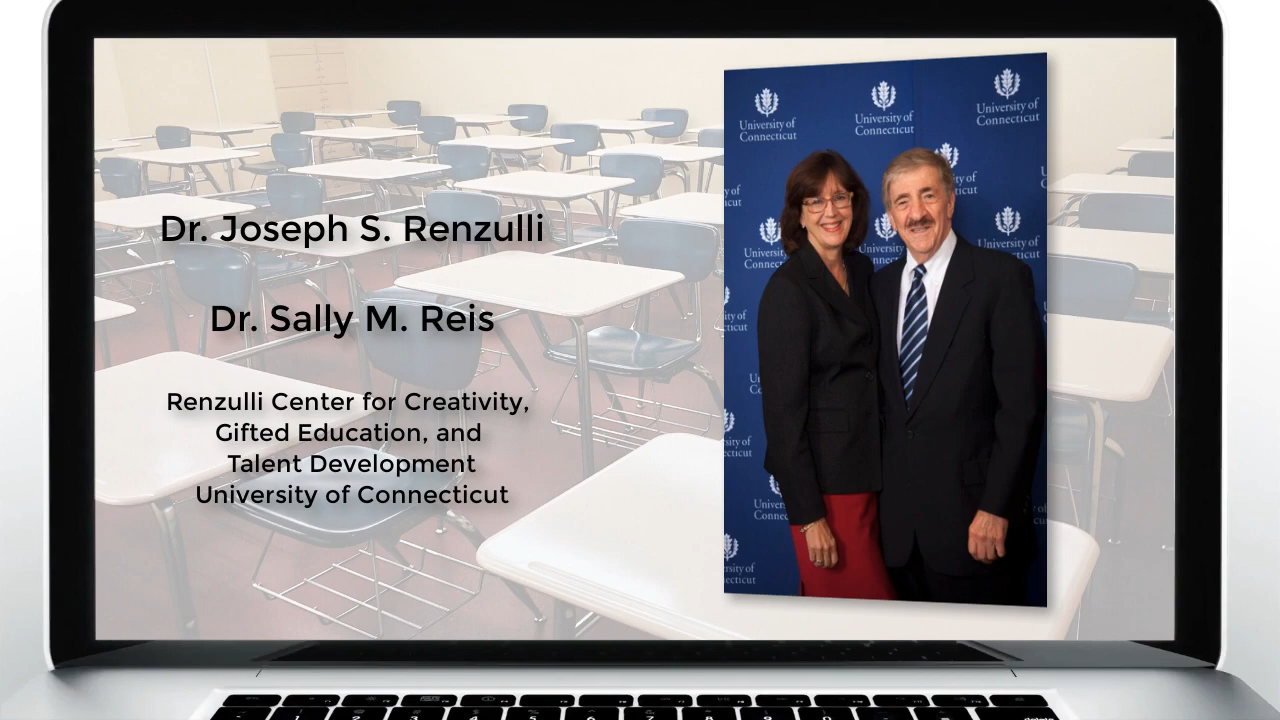 Dr. Joseph S. Renzulli
Dr. Sally M. Reis
Renzulli Center for Creativity,
Gifted Education, and
Talent Development
University of Connecticut
University of
Connecticut
University of
Connecticut
University of
Connecticut
delete